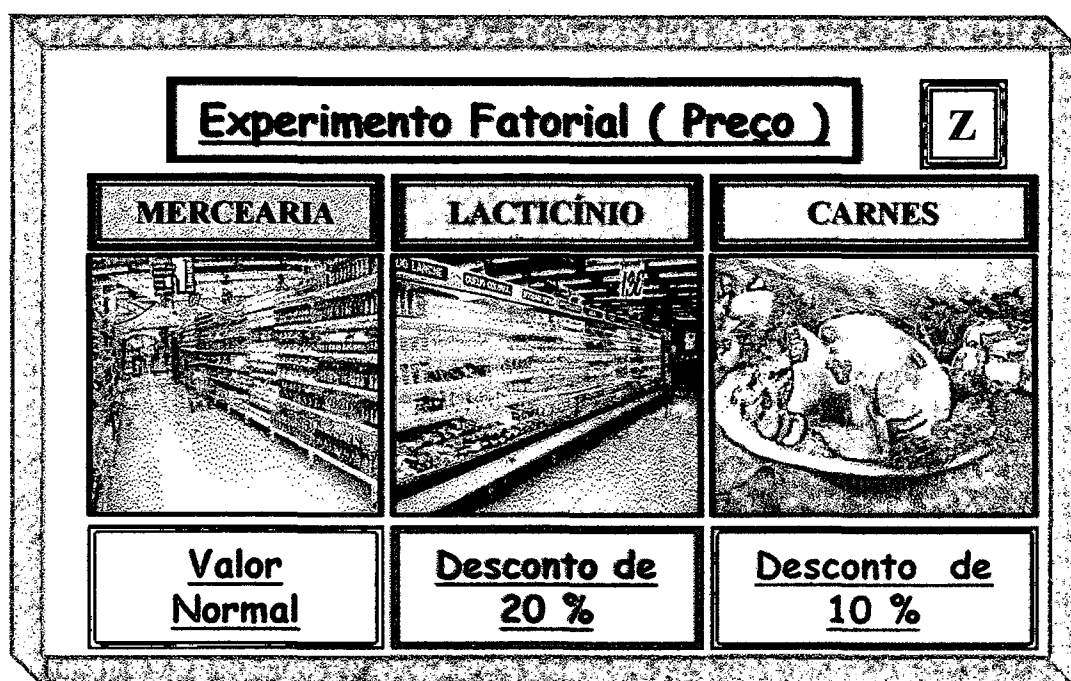 Experimento Fatorial ( Preço )
Z
MERCEARIA
LACTICÍNIO
CARNES
Valor
Normal
Desconto de
20 %
Desconto de
10 %